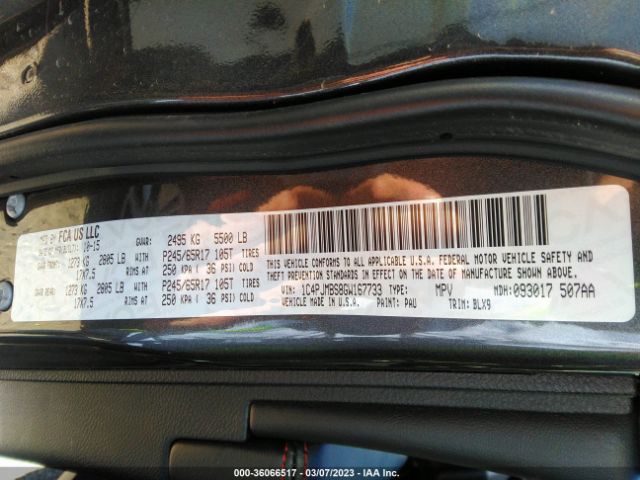 MFD BY FCA US LLC
DATE OF MFR 10-15 GVWR: 2495 KG 5500 LB
GAWR FRONT: 1273 KG 2805 LB WITH P245/65R17 105T TIRES
17X7.5 RIMS AT 250 KPA( 36 PSI) COLD
GAWR REAR: 1273 KG 2805 LB WITH P245/65R17 105T TIRES
17X7.5 RIMS AT 250 KPA( 36 PSI) COLD
THIS VEHICLE CONFORMS TO ALL APPLICABLE U.S.A. FEDERAL MOTOR VEHICLE SAFETY AND
THEFT PREVENTION STANDARDS IN EFFECT ON THE DATE OF MANUFACTURE SHOWN ABOVE.
VIN: 1C4PJMBS8GW167733 MPV MDH: 093017 507AA
MADE IN U.S.A. PAINT: PAU TRIM: BLX9
000-36066517 | 03/07/2023 | IAA Inc.